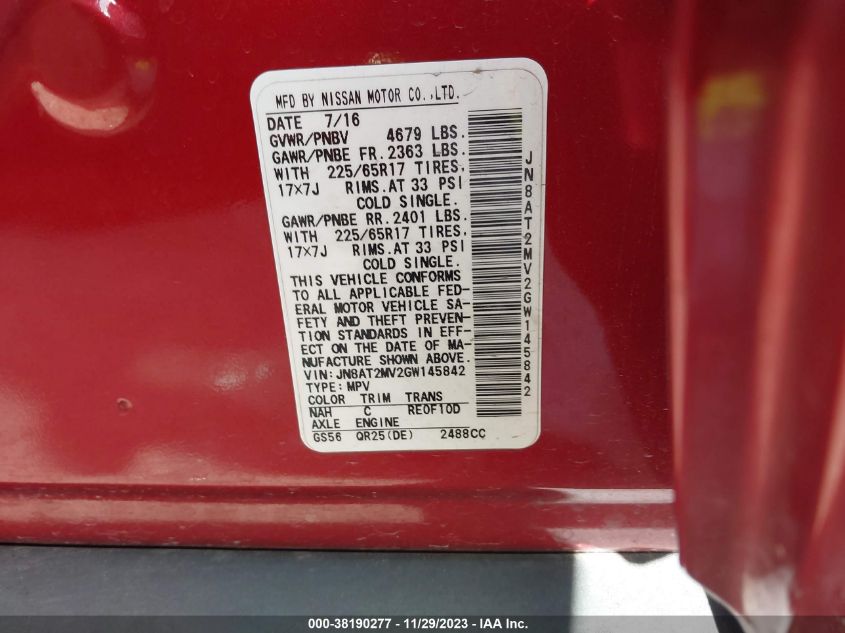 MFD BY NISSAN MOTOR CO.,LTD.
DATE 7/16
GVWR/PNBV 4679 LBS.
GAWR/PNBE FR. 2363 LBS.
WITH 225/65R17 TIRES,
17×7J RIMS. AT 33 PSI
COLD SINGLE.
GAWR/PNBE RR. 2401 LBS.
WITH 225/65R17 TIRES,
17×7J RIMS. AT 33 PSI
COLD SINGLE.
THIS VEHICLE CONFORMS
TO ALL APPLICABLE FED-
ERAL MOTOR VEHICLE SA-
FETY AND THEFT PREVEN-
TION STANDARDS IN EFF-
ECT ON THE DATE OF MA-
NUFACTURE SHOWN ABOVE.
VIN: JN8AT2MV2GW145842
TYPE: MPV
COLOR TRIM TRANS
NAH C RE0F10D
AXLE ENGINE
GS56 QR25(DE) 2488CC
JN8AT2MV2GW145842
000-38190277 - 11/29/2023 - IAA Inc.